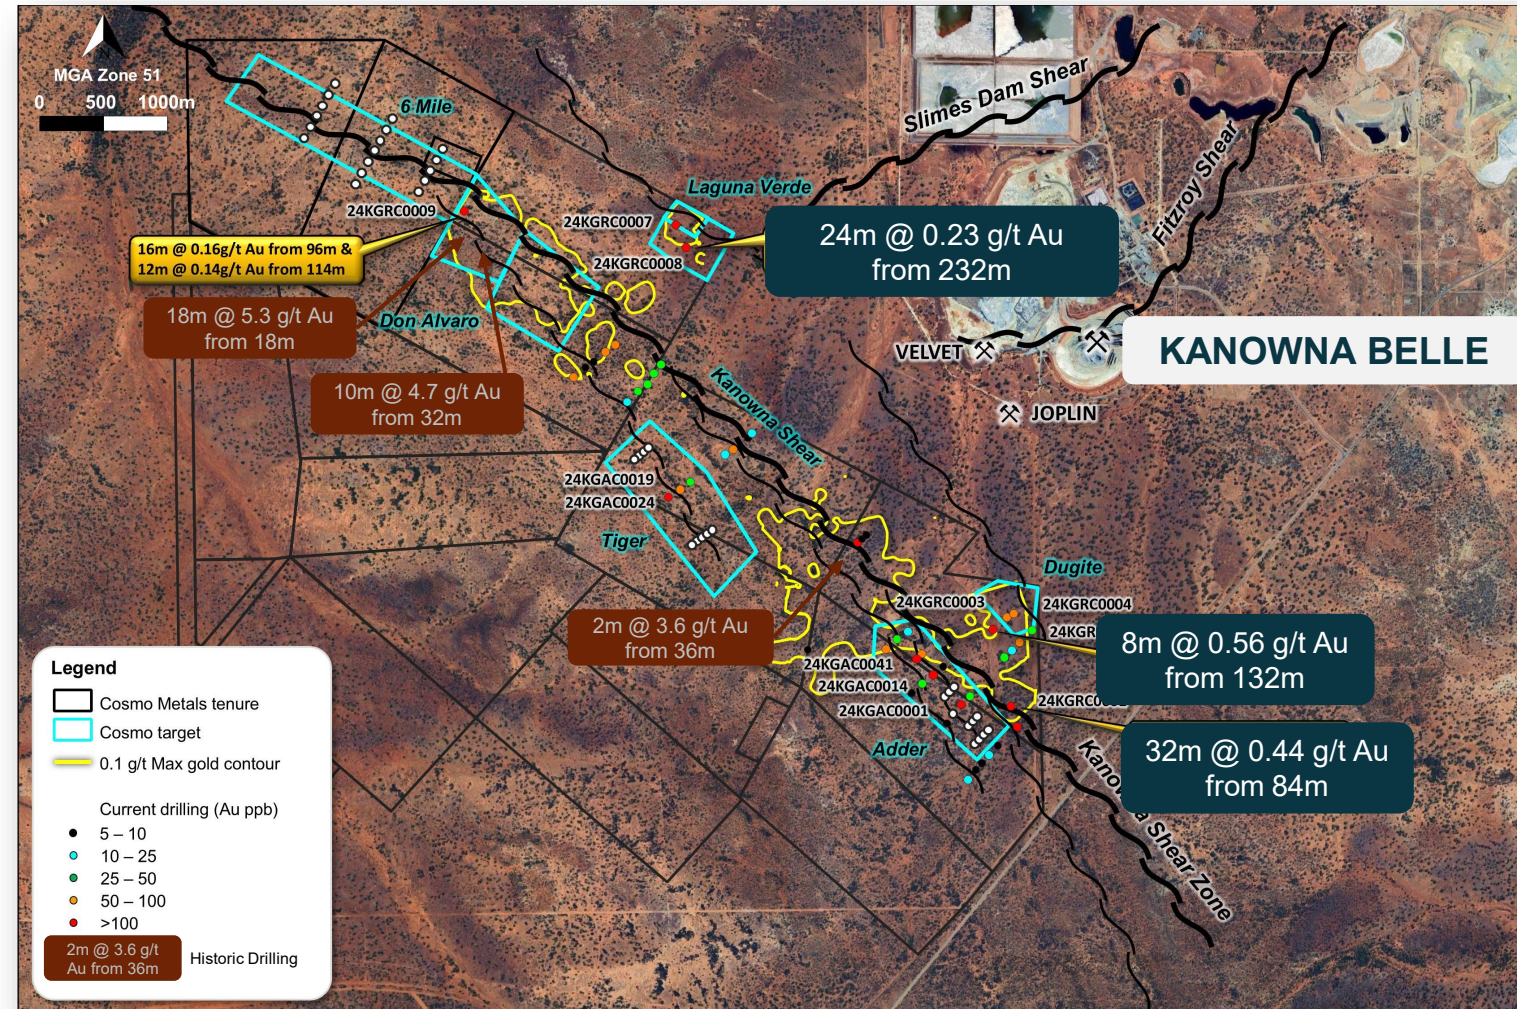 MGA Zone 51
0 500 1000m
6 Mile
Slimes Dam Shear
Fitzroy Shear
Laguna Verde
24KGRC0009
24KGRC0007
24KGRC0008
16m @ 0.16g/t Au from 96m &
12m @ 0.14g/t Au from 114m
24m @ 0.23 g/t Au
from 232m
18m @ 5.3 g/t Au
from 18m
Don Alvaro
VELVET
KANOWNA BELLE
JOPLIN
10m @ 4.7 g/t Au
from 32m
Kanowna Shear
24KGAC0019
24KGAC0024
Tiger
Dugite
24KGRC0003
24KGRC0004
24KGR
2m @ 3.6 g/t Au
from 36m
8m @ 0.56 g/t Au
from 132m
24KGAC0041
24KGAC0014
24KGAC0001
Adder
32m @ 0.44 g/t Au
from 84m
Kanowna Shear Zone
Legend
Cosmo Metals tenure
Cosmo target
0.1 g/t Max gold contour
Current drilling (Au ppb)
5 – 10
10 – 25
25 – 50
50 – 100
>100
2m @ 3.6 g/t
Au from 36m
Historic Drilling